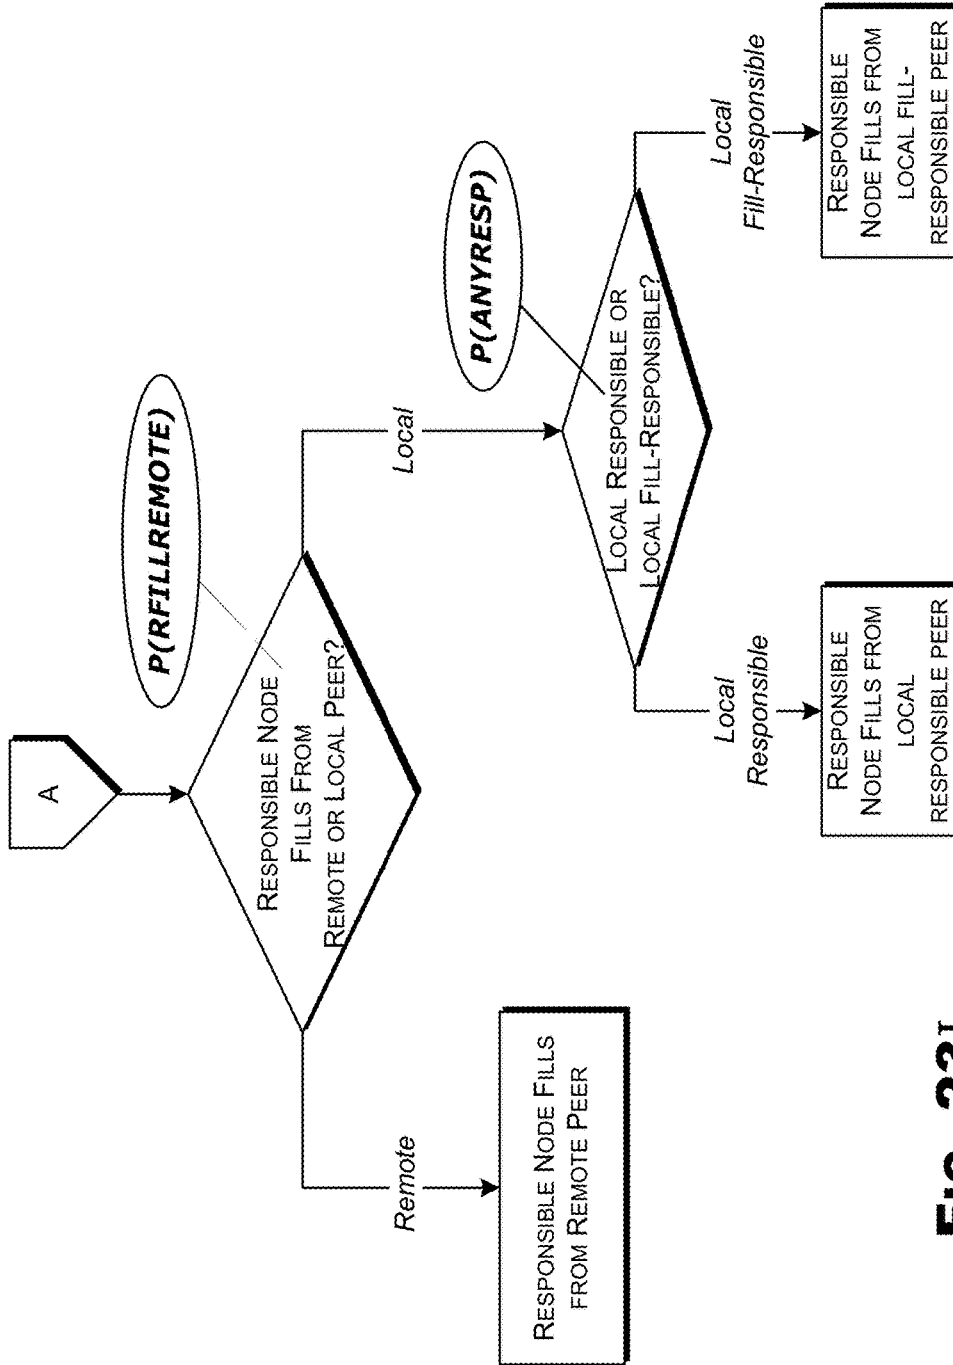 A
P(RFILLREMOTE)
RESPONSIBLE NODE
FILLS FROM
REMOTE OR LOCAL PEER?
Remote
Local
RESPONSIBLE NODE FILLS
FROM REMOTE PEER
P(ANYRESP)
LOCAL RESPONSIBLE OR
LOCAL FILL-RESPONSIBLE?
Local
Responsible
Local
Fill-Responsible
RESPONSIBLE
NODE FILLS FROM
LOCAL
RESPONSIBLE PEER
RESPONSIBLE
NODE FILLS FROM
LOCAL FILL-
RESPONSIBLE PEER